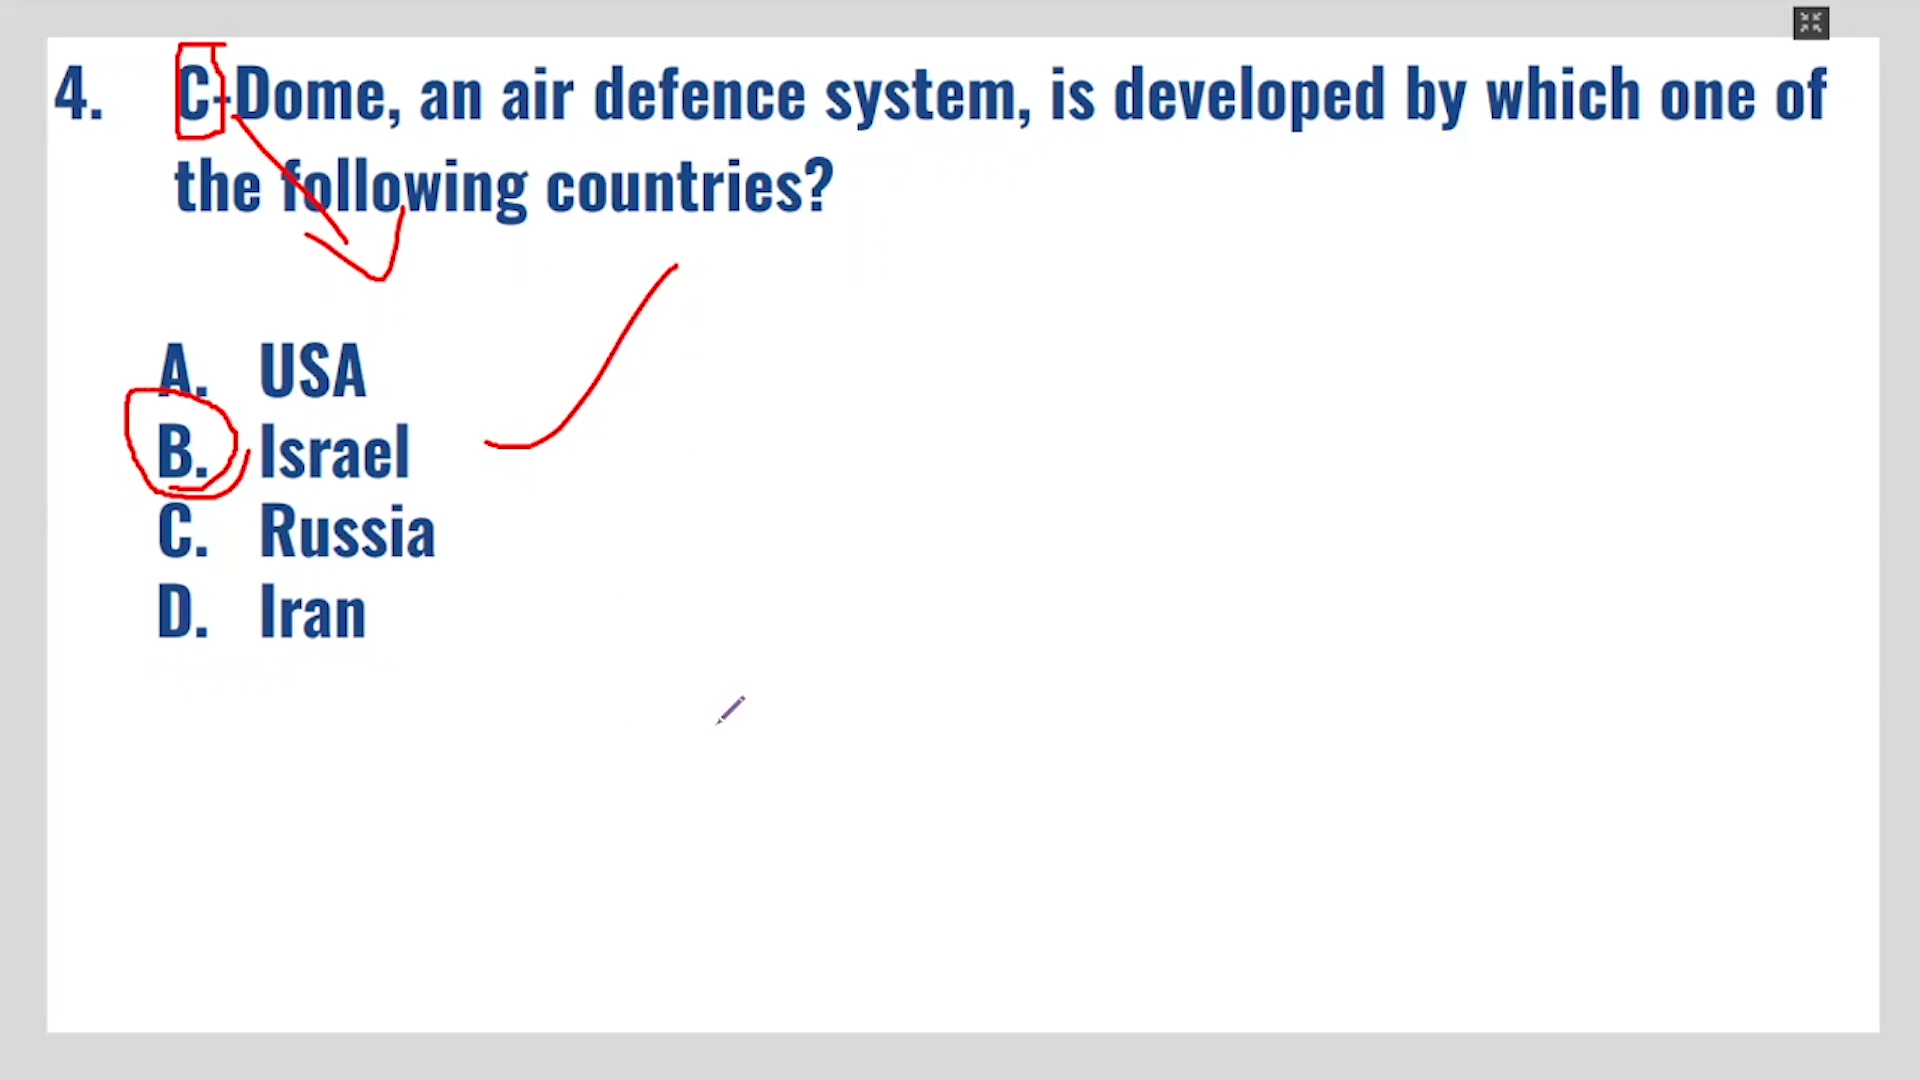 4. C-Dome, an air defence system, is developed by which one of
the following countries?
A. USA
B. Israel
C. Russia
D. Iran